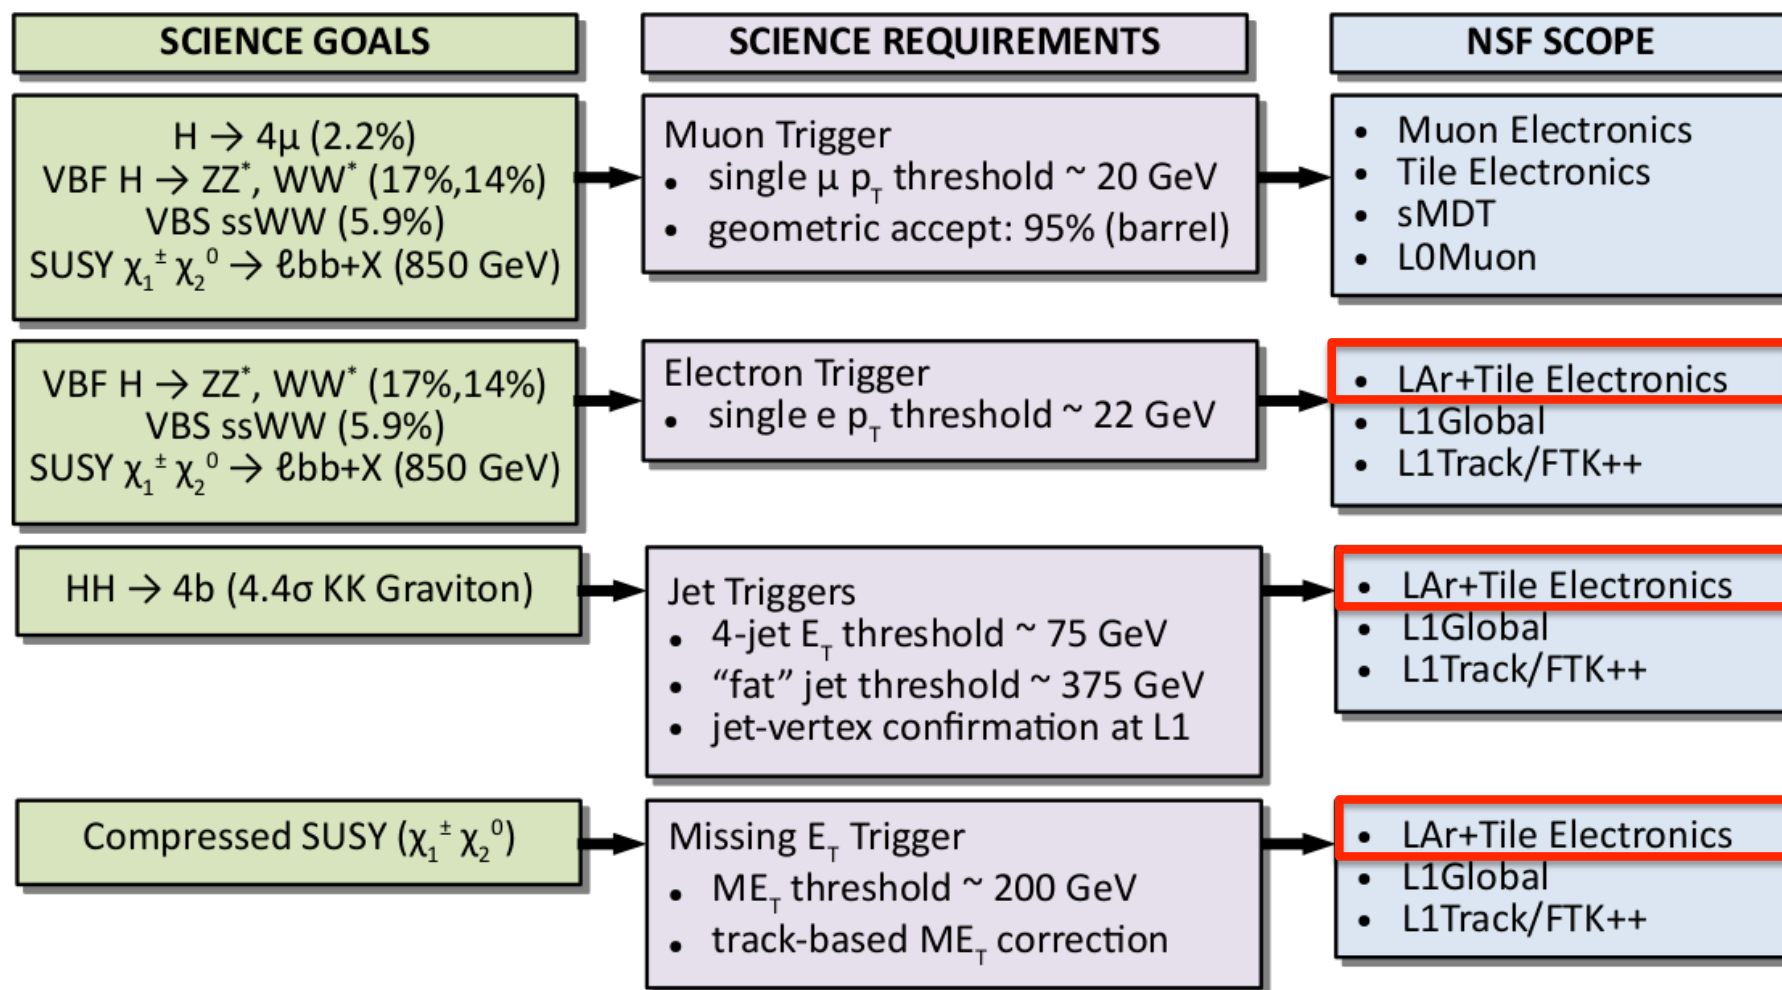 SCIENCE GOALS
SCIENCE REQUIREMENTS
NSF SCOPE
H → 4μ (2.2%)
VBF H → ZZ*, WW* (17%,14%)
VBS ssWW (5.9%)
SUSY χ₁± χ₂⁰ → ℓbb+X (850 GeV)
Muon Trigger
• single μ p_T threshold ~ 20 GeV
• geometric accept: 95% (barrel)
• Muon Electronics
• Tile Electronics
• sMDT
• L0Muon
VBF H → ZZ*, WW* (17%,14%)
VBS ssWW (5.9%)
SUSY χ₁± χ₂⁰ → ℓbb+X (850 GeV)
Electron Trigger
• single e p_T threshold ~ 22 GeV
• LAr+Tile Electronics
• L1Global
• L1Track/FTK++
HH → 4b (4.4σ KK Graviton)
Jet Triggers
• 4-jet E_T threshold ~ 75 GeV
• “fat” jet threshold ~ 375 GeV
• jet-vertex confirmation at L1
• LAr+Tile Electronics
• L1Global
• L1Track/FTK++
Compressed SUSY (χ₁± χ₂⁰)
Missing E_T Trigger
• ME_T threshold ~ 200 GeV
• track-based ME_T correction
• LAr+Tile Electronics
• L1Global
• L1Track/FTK++